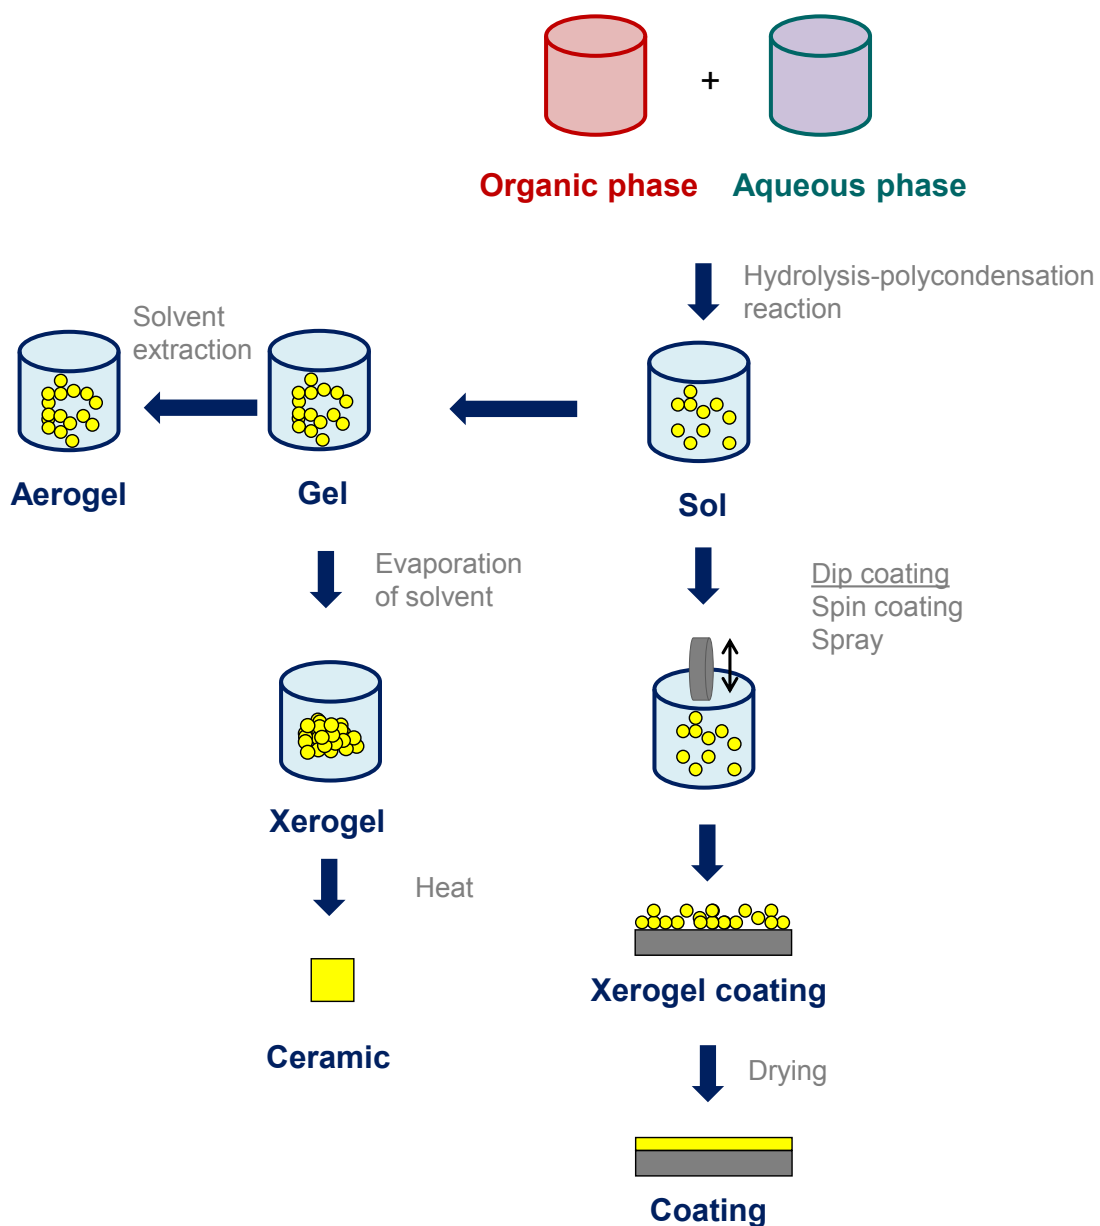 +
Organic phase
Aqueous phase
Hydrolysis-polycondensation
reaction
Solvent
extraction
Aerogel
Gel
Sol
Evaporation
of solvent
Dip coating
Spin coating
Spray
Xerogel
Heat
Xerogel coating
Ceramic
Drying
Coating